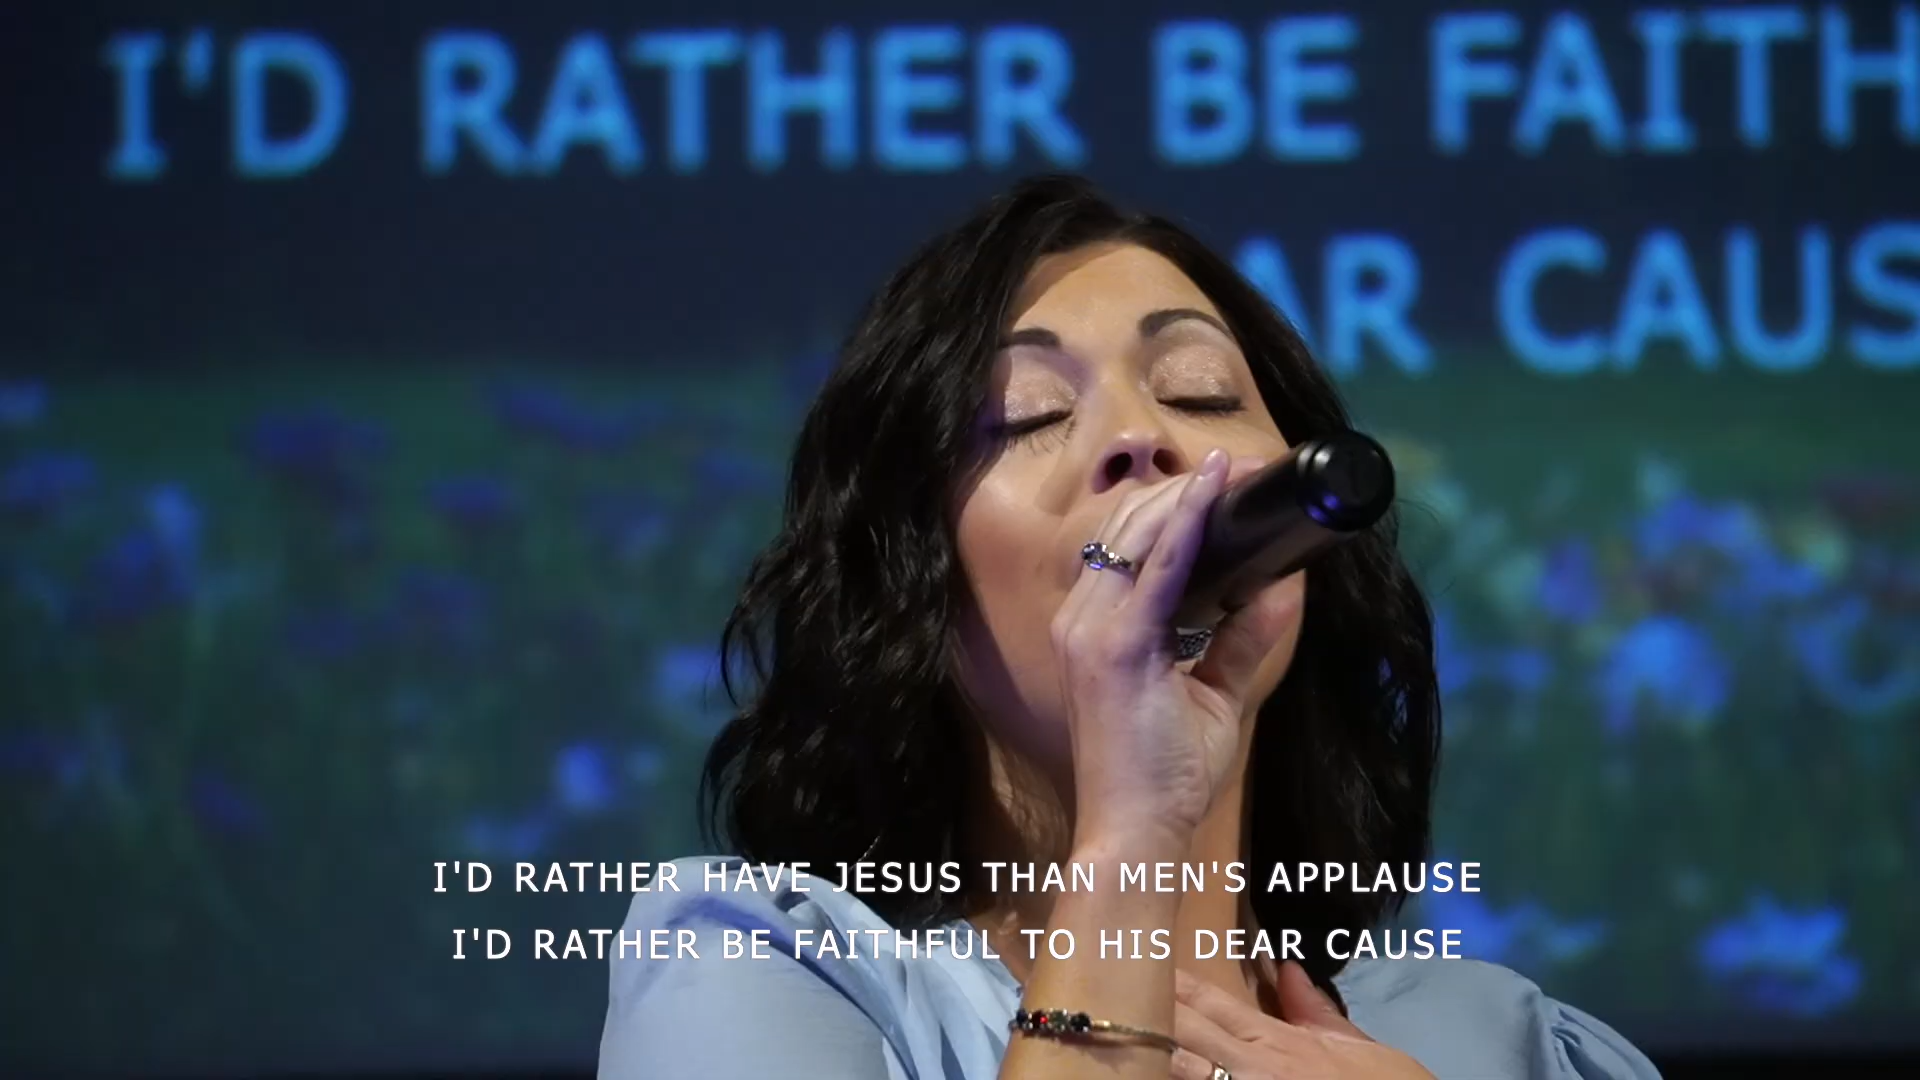 I'D RATHER BE FAITH
AR CAUS
I'D RATHER HAVE JESUS THAN MEN'S APPLAUSE
I'D RATHER BE FAITHFUL TO HIS DEAR CAUSE